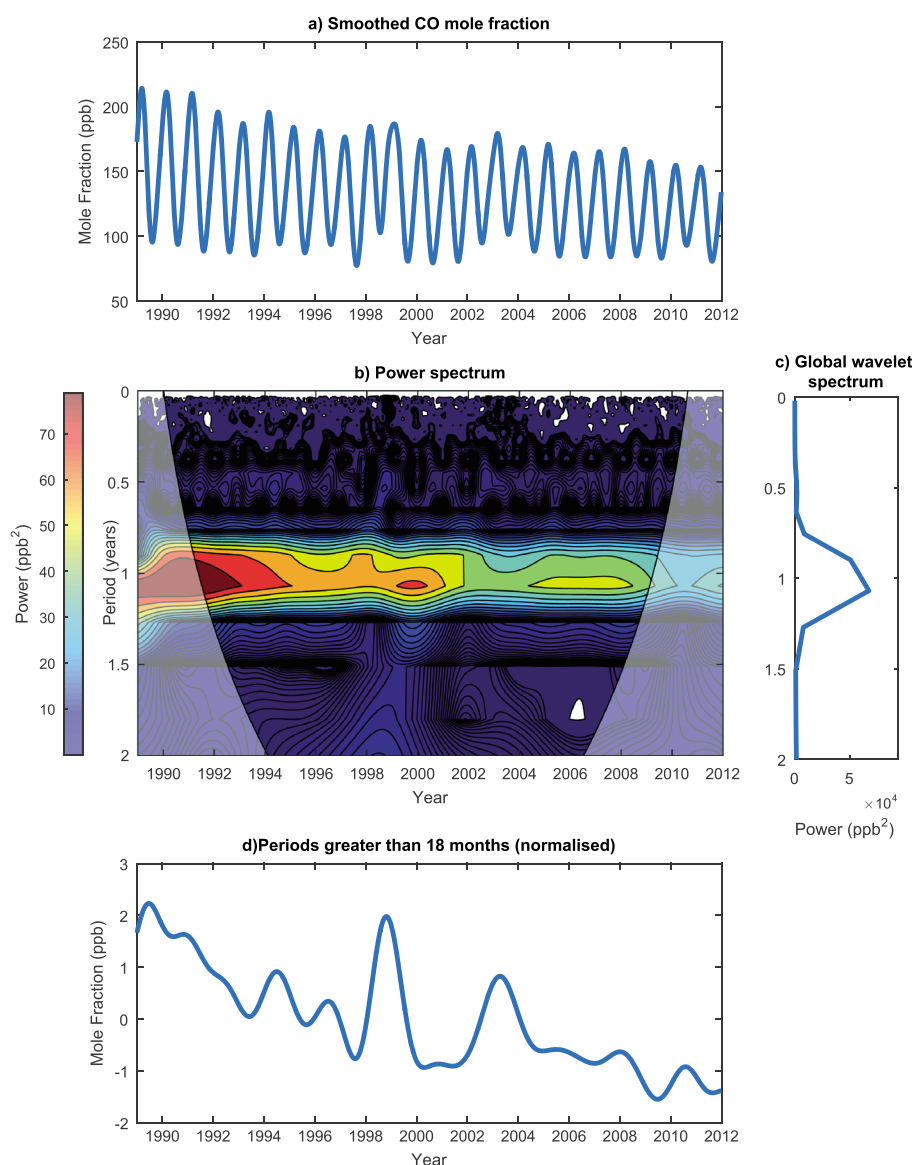 a) Smoothed CO mole fraction
250
200
150
100
50
Mole Fraction (ppb)
1990 1992 1994 1996 1998 2000 2002 2004 2006 2008 2010 2012
Year
b) Power spectrum
70
60
50
40
30
20
10
Power (ppb²)
0
0.5
1
1.5
2
Period (years)
1990 1992 1994 1996 1998 2000 2002 2004 2006 2008 2010 2012
Year
c) Global wavelet
spectrum
0
0.5
1
1.5
2
0 5
×10⁴
Power (ppb²)
d)Periods greater than 18 months (normalised)
3
2
1
0
-1
-2
Mole Fraction (ppb)
1990 1992 1994 1996 1998 2000 2002 2004 2006 2008 2010 2012
Year